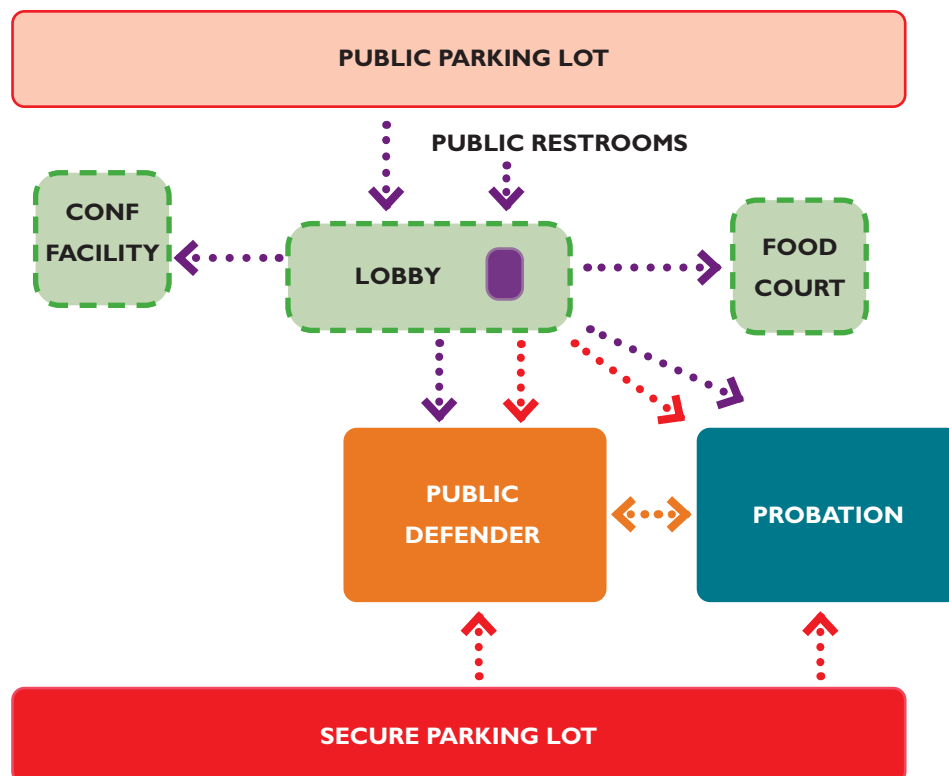 PUBLIC PARKING LOT
PUBLIC RESTROOMS
CONF
FACILITY
LOBBY
FOOD
COURT
PUBLIC
DEFENDER
PROBATION
SECURE PARKING LOT